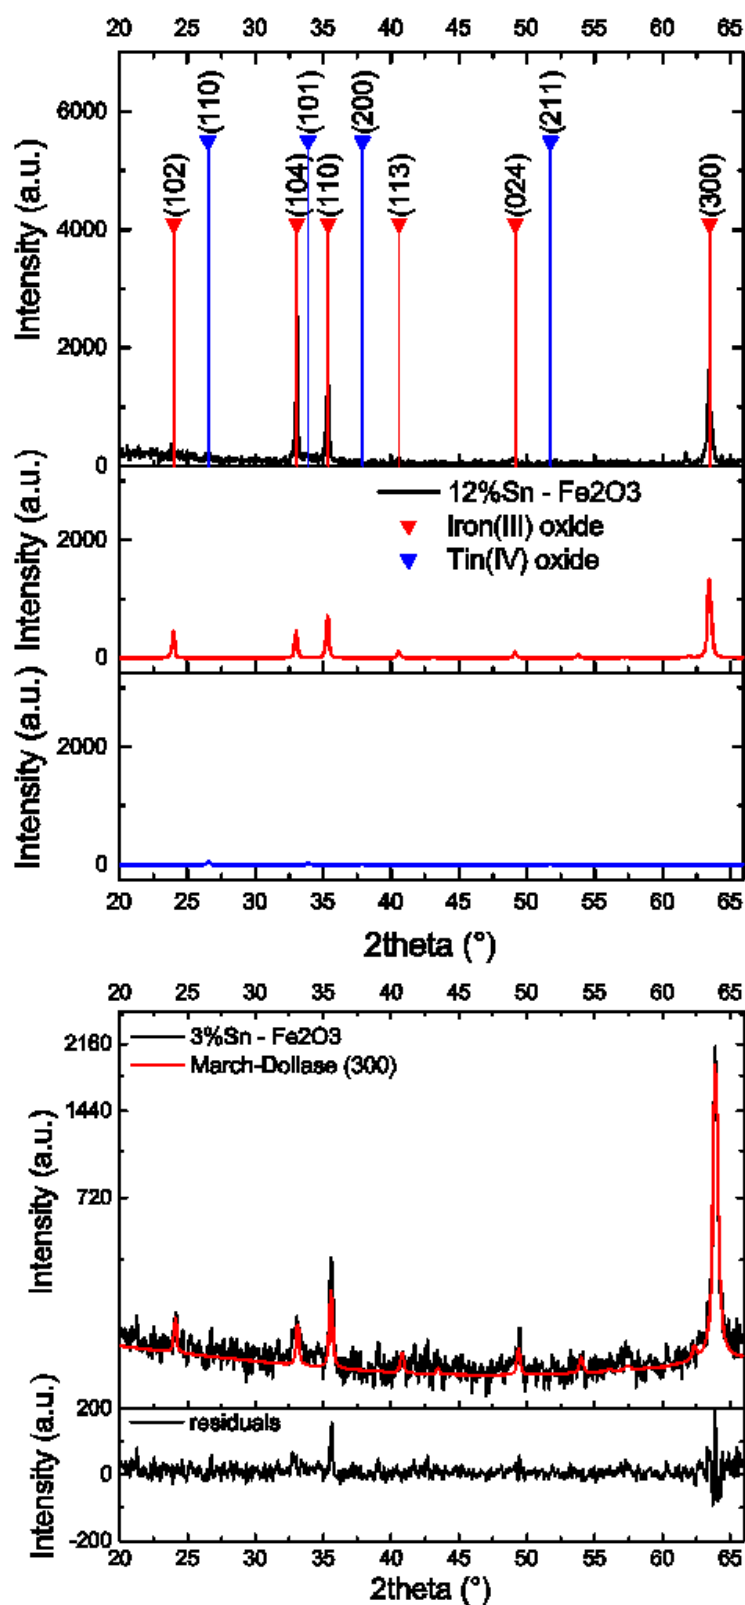 20 25 30 35 40 45 50 55 60 65
Intensity (a.u.)
6000
4000
2000
0
(102)
(110)
(104)
(101)
(110)
(200)
(113)
(024)
(211)
(300)
Intensity (a.u.)
2000
0
12%Sn - Fe2O3
Iron(III) oxide
Tin(IV) oxide
Intensity (a.u.)
2000
0
20 25 30 35 40 45 50 55 60 65
2theta (°)
20 25 30 35 40 45 50 55 60 65
Intensity (a.u.)
2160
1440
720
3%Sn - Fe2O3
March-Dollase (300)
Intensity (a.u.)
200
0
-200
residuals
20 25 30 35 40 45 50 55 60 65
2theta (°)